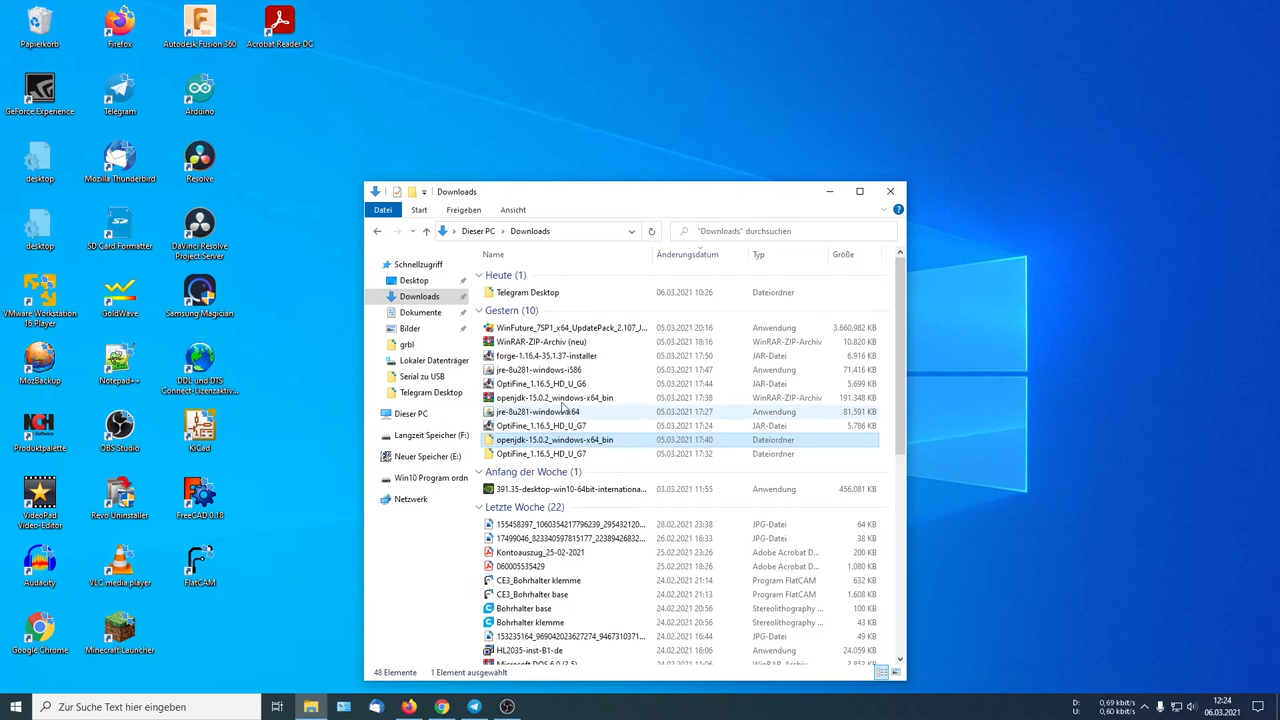 Papierkorb
Firefox
Autodesk Fusion 360
Acrobat Reader DC
GeForce Experience
Telegram
Arduino
desktop
Mozilla Thunderbird
Resolve
desktop
SD Card Formatter
DaVinci Resolve
Project Server
VMware Workstation
16 Player
GoldWave
Samsung Magician
MozBackup
Notepad++
DDL und DTS
Connect-Lizenzaktiv...
Produktpalette
OBS Studio
KiCad
VideoPad
Video-Editor
Revo Uninstaller
FreeCAD 0.18
Audacity
VLC media player
FlatCAM
Google Chrome
Minecraft Launcher
Downloads
Datei Start Freigeben Ansicht
Dieser PC > Downloads
"Downloads" durchsuchen
Schnellzugriff
Desktop
Downloads
Dokumente
Bilder
grbl
Lokaler Datenträger
Serial zu USB
Telegram Desktop
Dieser PC
Langzeit Speicher (F:)
Neuer Speicher (E:)
Win10 Program ordn
Netzwerk
Name Änderungsdatum Typ Größe
Heute (1)
Telegram Desktop 06.03.2021 10:26 Dateiordner
Gestern (10)
WinFuture_7SP1_x64_UpdatePack_2.107_J... 05.03.2021 20:16 Anwendung 3.660.982 KB
WinRAR-ZIP-Archiv (neu) 05.03.2021 18:16 WinRAR-ZIP-Archiv 10.820 KB
forge-1.16.4-35.1.37-installer 05.03.2021 17:50 JAR-Datei 6.916 KB
jre-8u281-windows-i586 05.03.2021 17:47 Anwendung 71.416 KB
OptiFine_1.16.5_HD_U_G6 05.03.2021 17:44 JAR-Datei 5.699 KB
openjdk-15.0.2_windows-x64_bin 05.03.2021 17:38 WinRAR-ZIP-Archiv 191.348 KB
jre-8u281-windows-x64 05.03.2021 17:27 Anwendung 81.591 KB
OptiFine_1.16.5_HD_U_G7 05.03.2021 17:24 JAR-Datei 5.786 KB
openjdk-15.0.2_windows-x64_bin 05.03.2021 17:40 Dateiordner
OptiFine_1.16.5_HD_U_G7 05.03.2021 17:32 Dateiordner
Anfang der Woche (1)
391.35-desktop-win10-64bit-internationa... 03.03.2021 11:55 Anwendung 456.081 KB
Letzte Woche (22)
155458397_1060354217796239_295432120... 28.02.2021 23:38 JPG-Datei 64 KB
17499046_823340597815177_22389426832... 26.02.2021 16:33 JPG-Datei 38 KB
Kontoauszug_25-02-2021 25.02.2021 23:26 Adobe Acrobat D... 200 KB
060005535429 25.02.2021 18:26 Adobe Acrobat D... 1.080 KB
CE3_Bohrhalter klemme 24.02.2021 21:14 Program FlatCAM 632 KB
CE3_Bohrhalter base 24.02.2021 21:13 Program FlatCAM 1.608 KB
Bohrhalter base 24.02.2021 20:56 Stereolithography ... 244 KB
Bohrhalter klemme 24.02.2021 20:56 Stereolithography ... 43 KB
153235164_969042023627274_9467310371... 24.02.2021 16:44 JPG-Datei 49 KB
HL2035-inst-B1-de 24.02.2021 16:06 Anwendung 24.059 KB
Microsoft DOS 6.0 (3.5) 24.02.2021 11:06 WinRAR-Archiv 3.853 KB
48 Elemente 1 Element ausgewählt
Zur Suche Text hier eingeben
D: 0,69 kbit/s
U: 0,60 kbit/s
12:24
06.03.2021